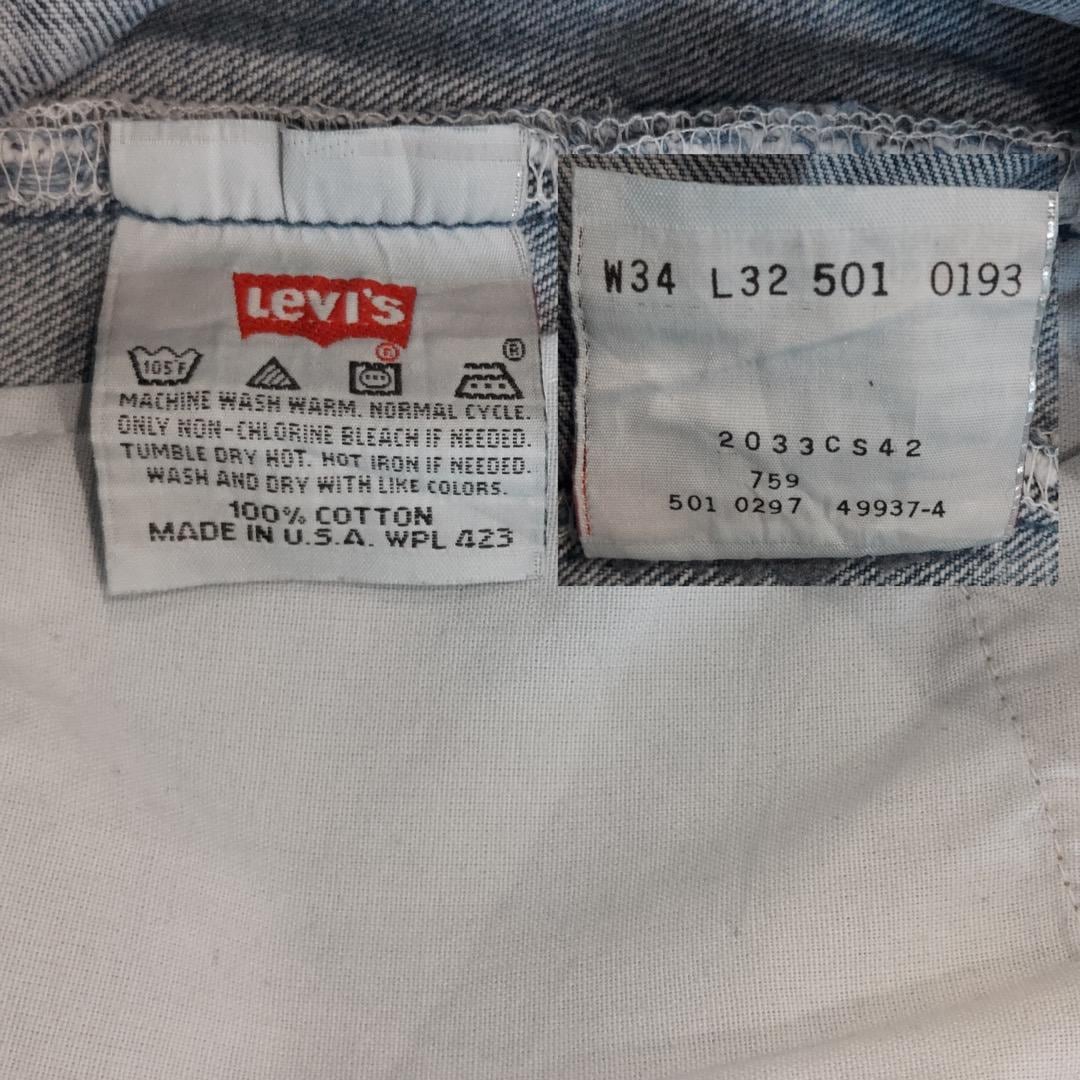 LEVI'S
®
105°F
®
MACHINE WASH WARM. NORMAL CYCLE.
ONLY NON-CHLORINE BLEACH IF NEEDED.
TUMBLE DRY HOT. HOT IRON IF NEEDED.
WASH AND DRY WITH LIKE COLORS.
100% COTTON
MADE IN U.S.A. WPL 423
W34 L32 501 0193
2033CS42
759
501 0297 49937-4